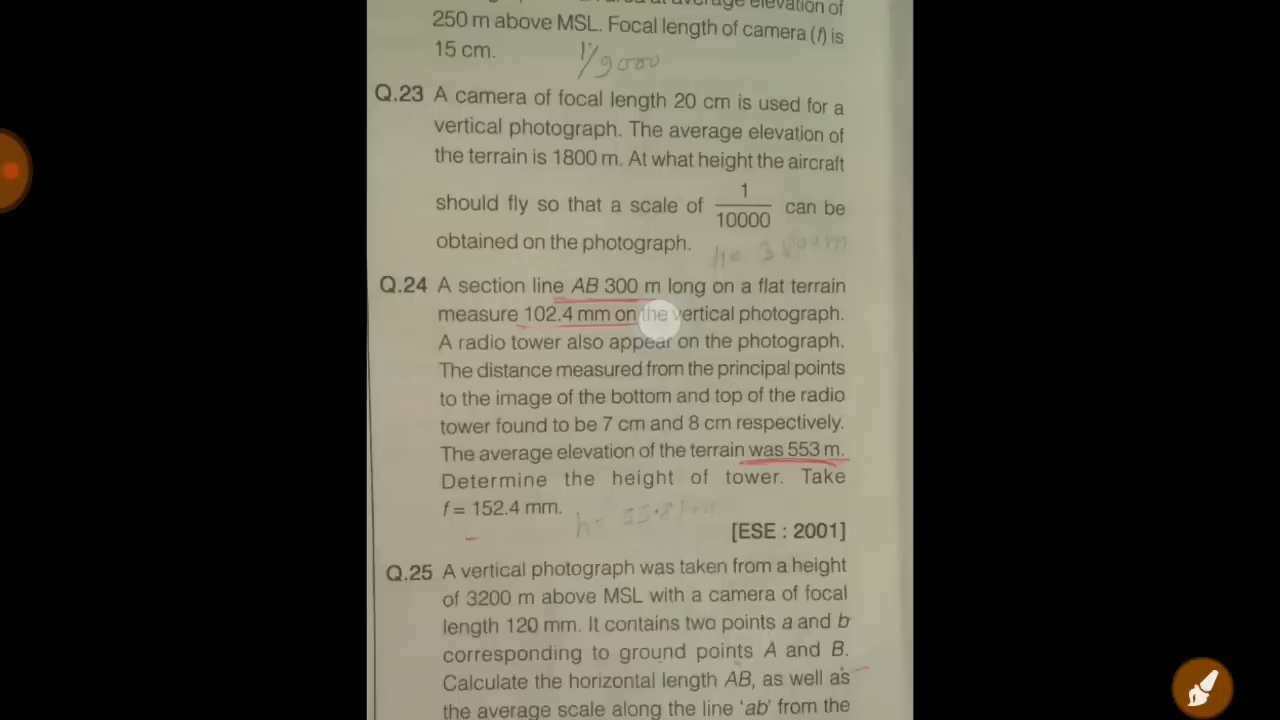 250 m above MSL. Focal length of camera (f) is
15 cm.
1/9000
Q.23 A camera of focal length 20 cm is used for a
vertical photograph. The average elevation of
the terrain is 1800 m. At what height the aircraft
should fly so that a scale of 1/10000 can be
obtained on the photograph.
Q.24 A section line AB 300 m long on a flat terrain
measure 102.4 mm on the vertical photograph.
A radio tower also appear on the photograph.
The distance measured from the principal points
to the image of the bottom and top of the radio
tower found to be 7 cm and 8 cm respectively.
The average elevation of the terrain was 553 m.
Determine the height of tower. Take
f = 152.4 mm.
[ESE : 2001]
Q.25 A vertical photograph was taken from a height
of 3200 m above MSL with a camera of focal
length 120 mm. It contains two points a and b
corresponding to ground points A and B.
Calculate the horizontal length AB, as well as
the average scale along the line 'ab' from the